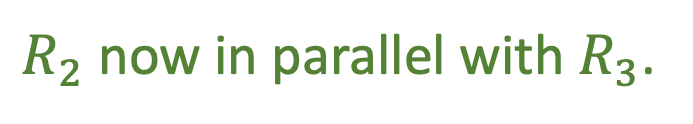 R₂ now in parallel with R₃.